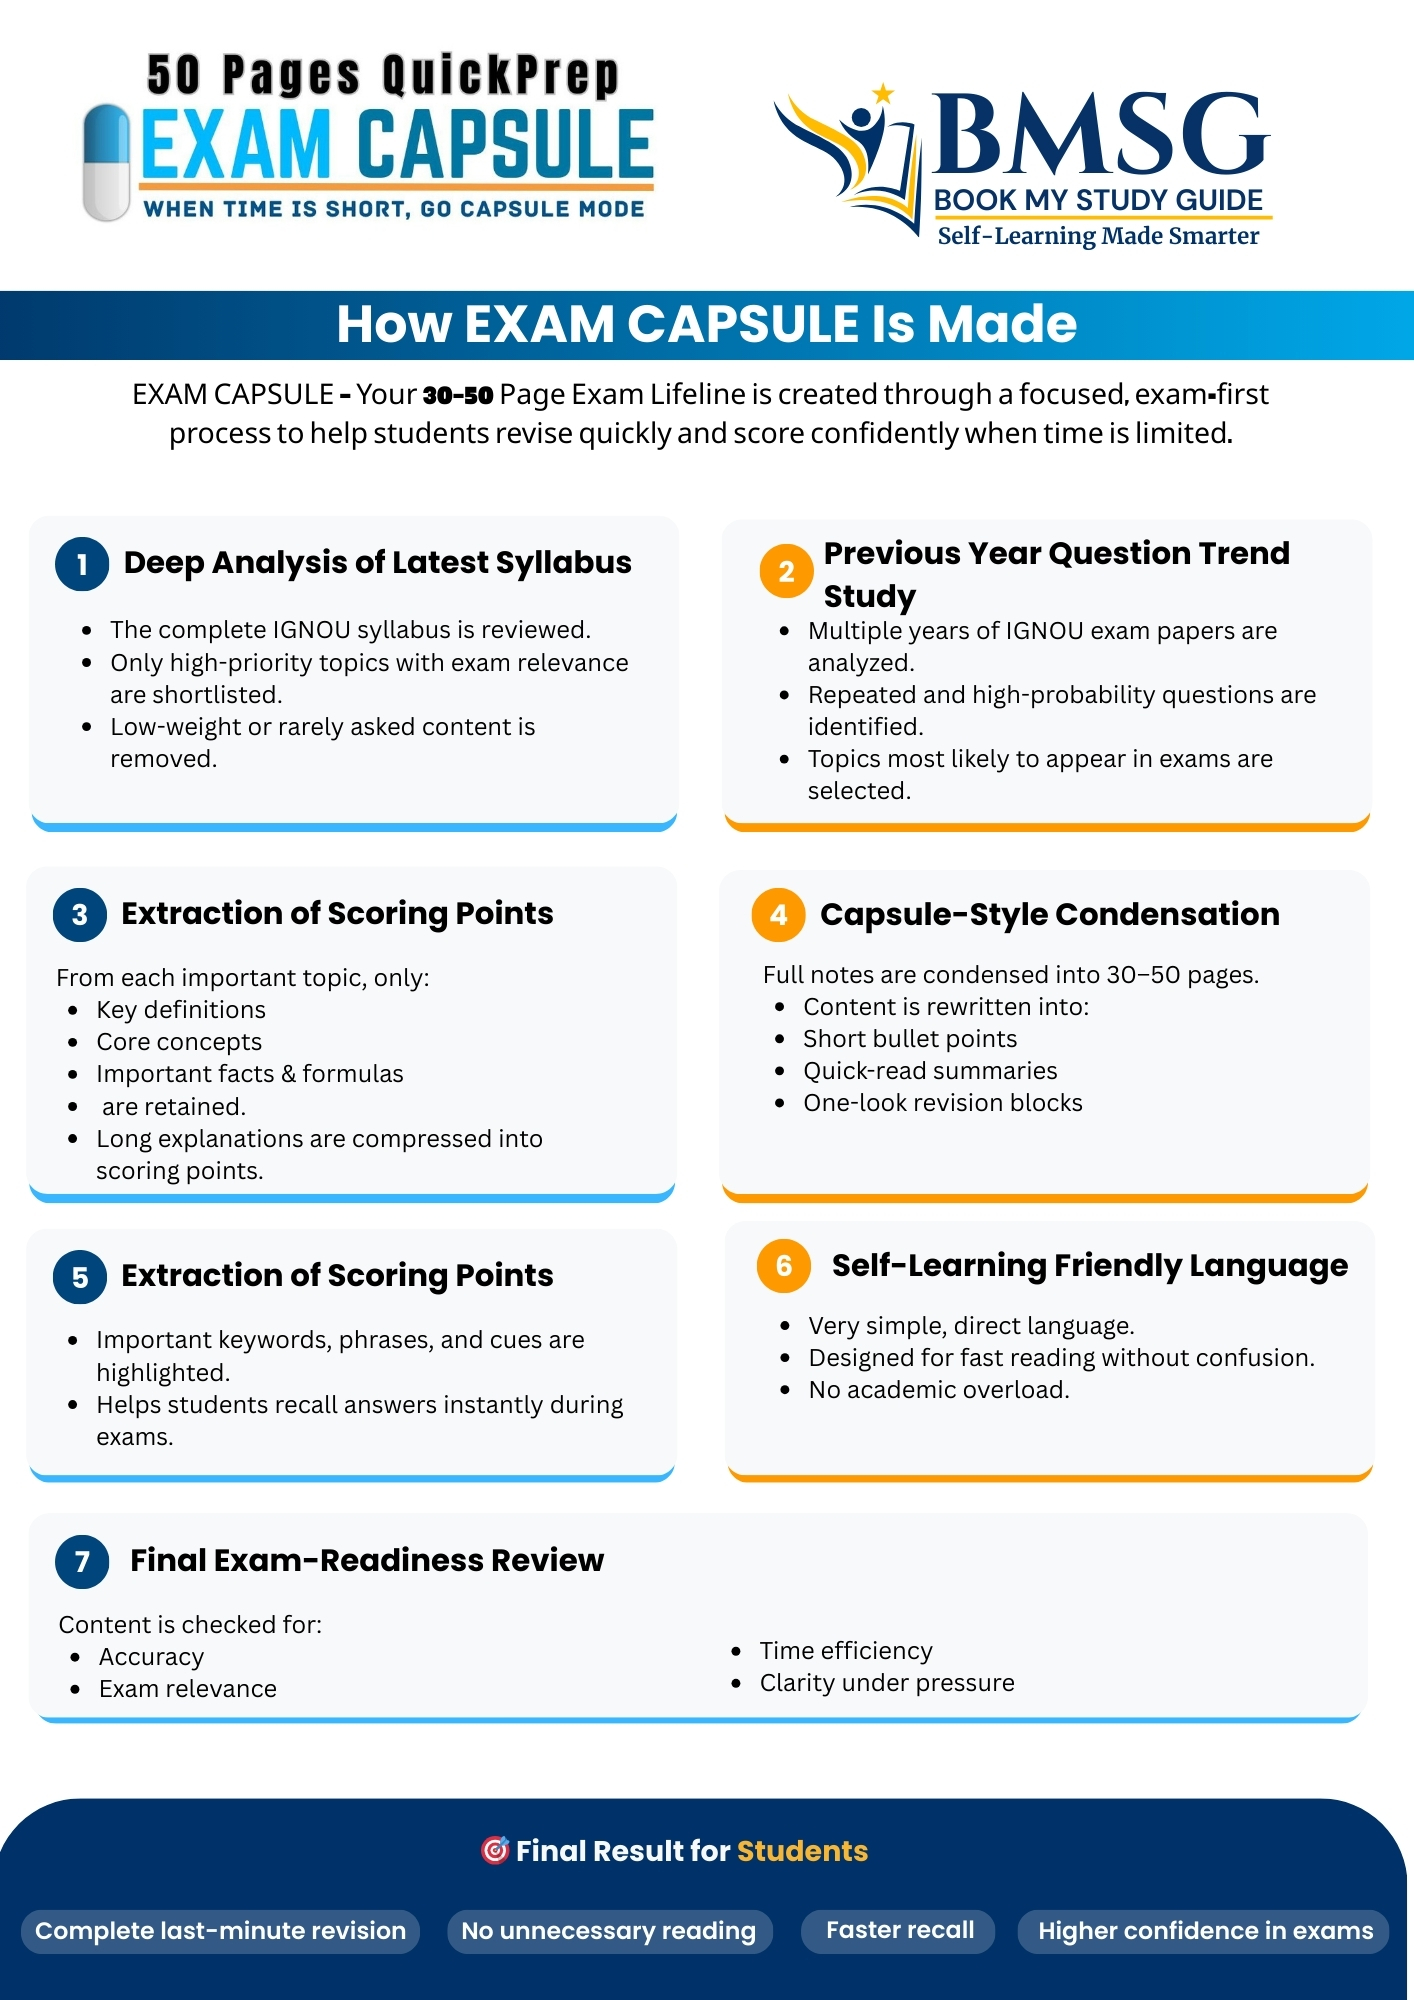 50 Pages QuickPrep
EXAM CAPSULE
WHEN TIME IS SHORT, GO CAPSULE MODE
BMSG
BOOK MY STUDY GUIDE
Self-Learning Made Smarter
How EXAM CAPSULE Is Made
EXAM CAPSULE - Your 30-50 Page Exam Lifeline is created through a focused, exam-first
process to help students revise quickly and score confidently when time is limited.
1 Deep Analysis of Latest Syllabus
• The complete IGNOU syllabus is reviewed.
• Only high-priority topics with exam relevance
are shortlisted.
• Low-weight or rarely asked content is
removed.
2 Previous Year Question Trend
Study
• Multiple years of IGNOU exam papers are
analyzed.
• Repeated and high-probability questions are
identified.
• Topics most likely to appear in exams are
selected.
3 Extraction of Scoring Points
From each important topic, only:
• Key definitions
• Core concepts
• Important facts & formulas
• are retained.
• Long explanations are compressed into
scoring points.
4 Capsule-Style Condensation
Full notes are condensed into 30–50 pages.
• Content is rewritten into:
• Short bullet points
• Quick-read summaries
• One-look revision blocks
5 Extraction of Scoring Points
• Important keywords, phrases, and cues are
highlighted.
• Helps students recall answers instantly during
exams.
6 Self-Learning Friendly Language
• Very simple, direct language.
• Designed for fast reading without confusion.
• No academic overload.
7 Final Exam-Readiness Review
Content is checked for:
• Accuracy
• Exam relevance
• Time efficiency
• Clarity under pressure
🎯 Final Result for Students
Complete last-minute revision
No unnecessary reading
Faster recall
Higher confidence in exams